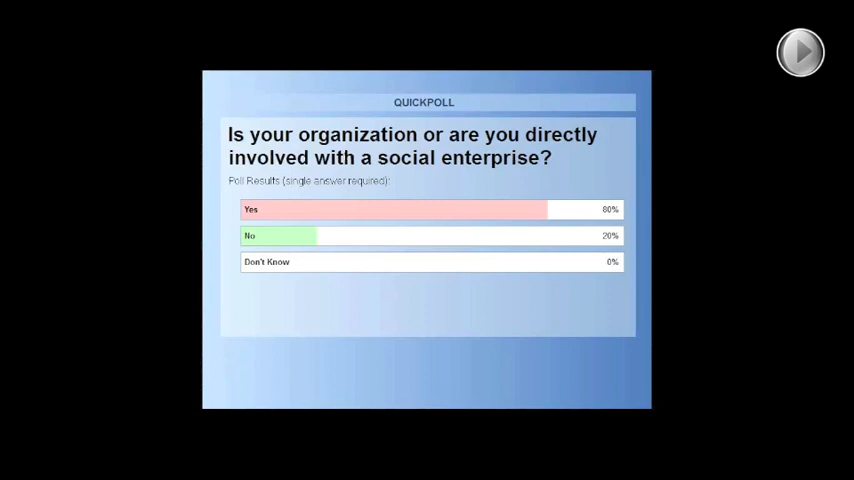 QUICKPOLL
Is your organization or are you directly
involved with a social enterprise?
Poll Results (single answer required):
Yes 80%
No 20%
Don't Know 0%